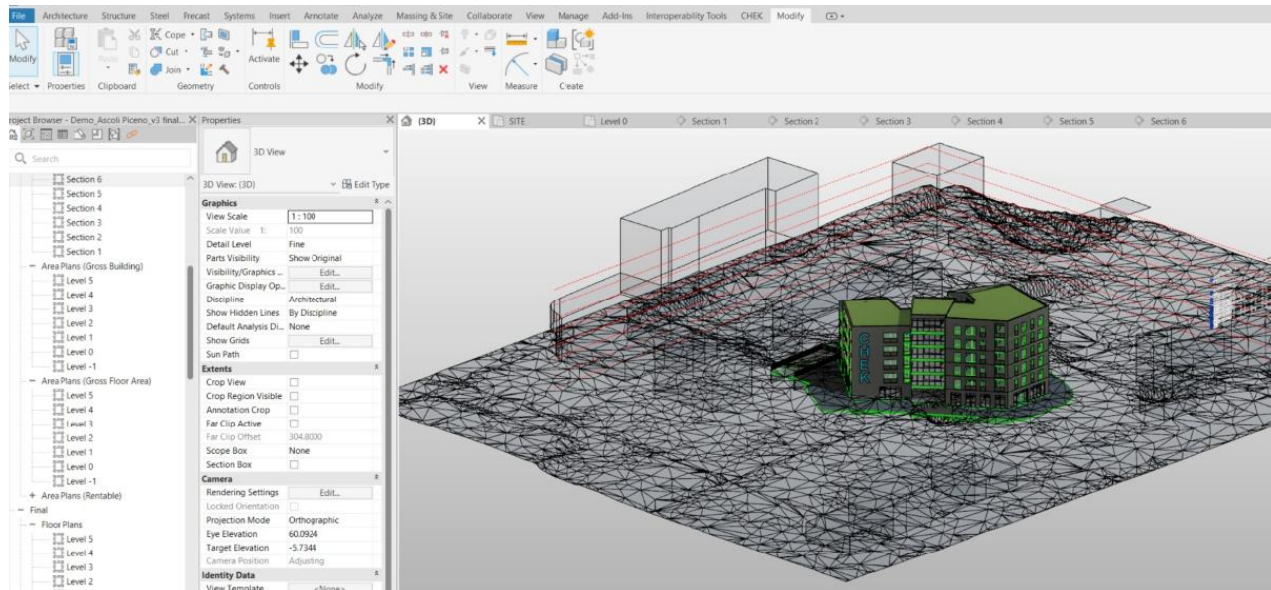 File Architecture Structure Steel Precast Systems Insert Annotate Analyze Massing & Site Collaborate View Manage Add-Ins Interoperability Tools CHEK Modify
Modify
Cope
Cut
Join
Activate
Select Properties Clipboard Geometry Controls Modify View Measure Create
Project Browser - Demo_Ascoli Piceno_v3 final...
Search
Section 6
Section 5
Section 4
Section 3
Section 2
Section 1
Area Plans (Gross Building)
Level 5
Level 4
Level 3
Level 2
Level 1
Level 0
Level -1
Area Plans (Gross Floor Area)
Level 5
Level 4
Level 3
Level 2
Level 1
Level 0
Level -1
Area Plans (Rentable)
Final
Floor Plans
Level 5
Level 4
Level 3
Level 2
Properties
3D View
3D View: (3D) Edit Type
Graphics
View Scale 1 : 100
Scale Value 1: 100
Detail Level Fine
Parts Visibility Show Original
Visibility/Graphics ... Edit...
Graphic Display Op... Edit...
Discipline Architectural
Show Hidden Lines By Discipline
Default Analysis Di... None
Show Grids Edit...
Sun Path
Extents
Crop View
Crop Region Visible
Annotation Crop
Far Clip Active
Far Clip Offset 304.8000
Scope Box None
Section Box
Camera
Rendering Settings Edit...
Locked Orientation
Projection Mode Orthographic
Eye Elevation 60.0924
Target Elevation -5.7344
Camera Position Adjusting
Identity Data
View Template <None>
(3D) SITE Level 0 Section 1 Section 2 Section 3 Section 4 Section 5 Section 6
CHEK